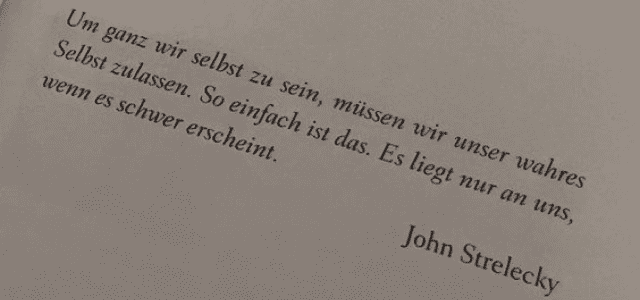 Um ganz wir selbst zu sein, müssen wir unser wahres
Selbst zulassen. So einfach ist das. Es liegt nur an uns,
wenn es schwer erscheint.
John Strelecky